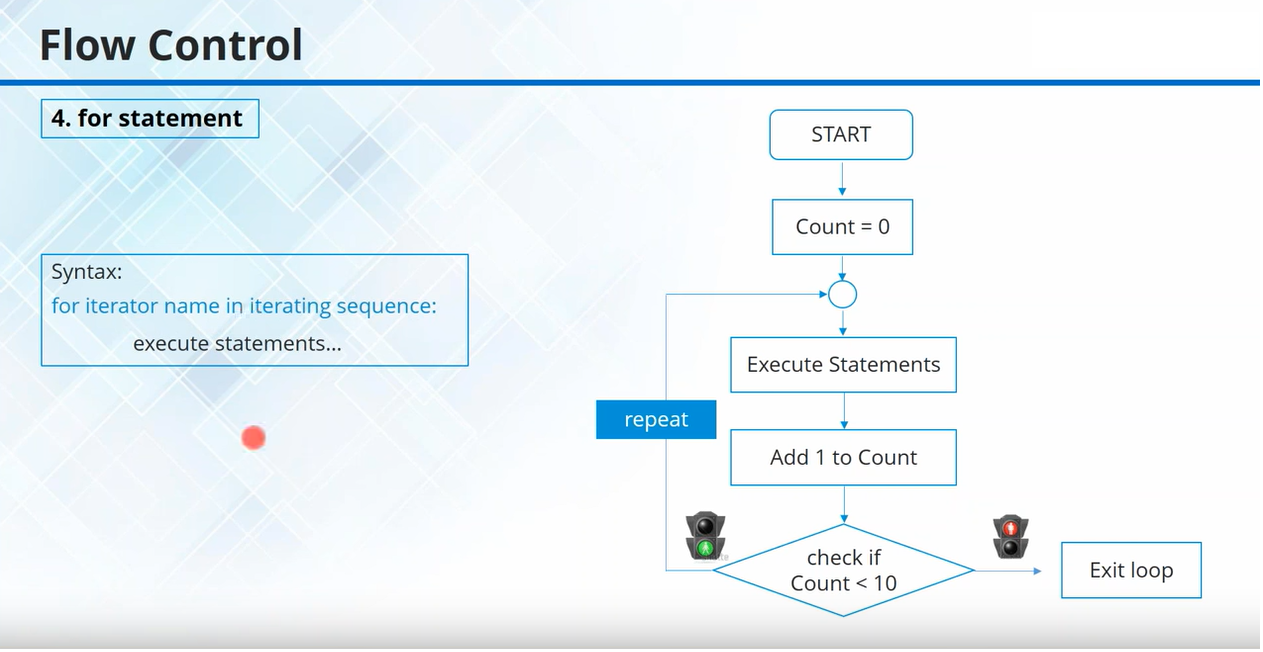 Flow Control
4. for statement
Syntax:
for iterator name in iterating sequence:
execute statements...
START
Count = 0
Execute Statements
repeat
Add 1 to Count
check if
Count < 10
Exit loop